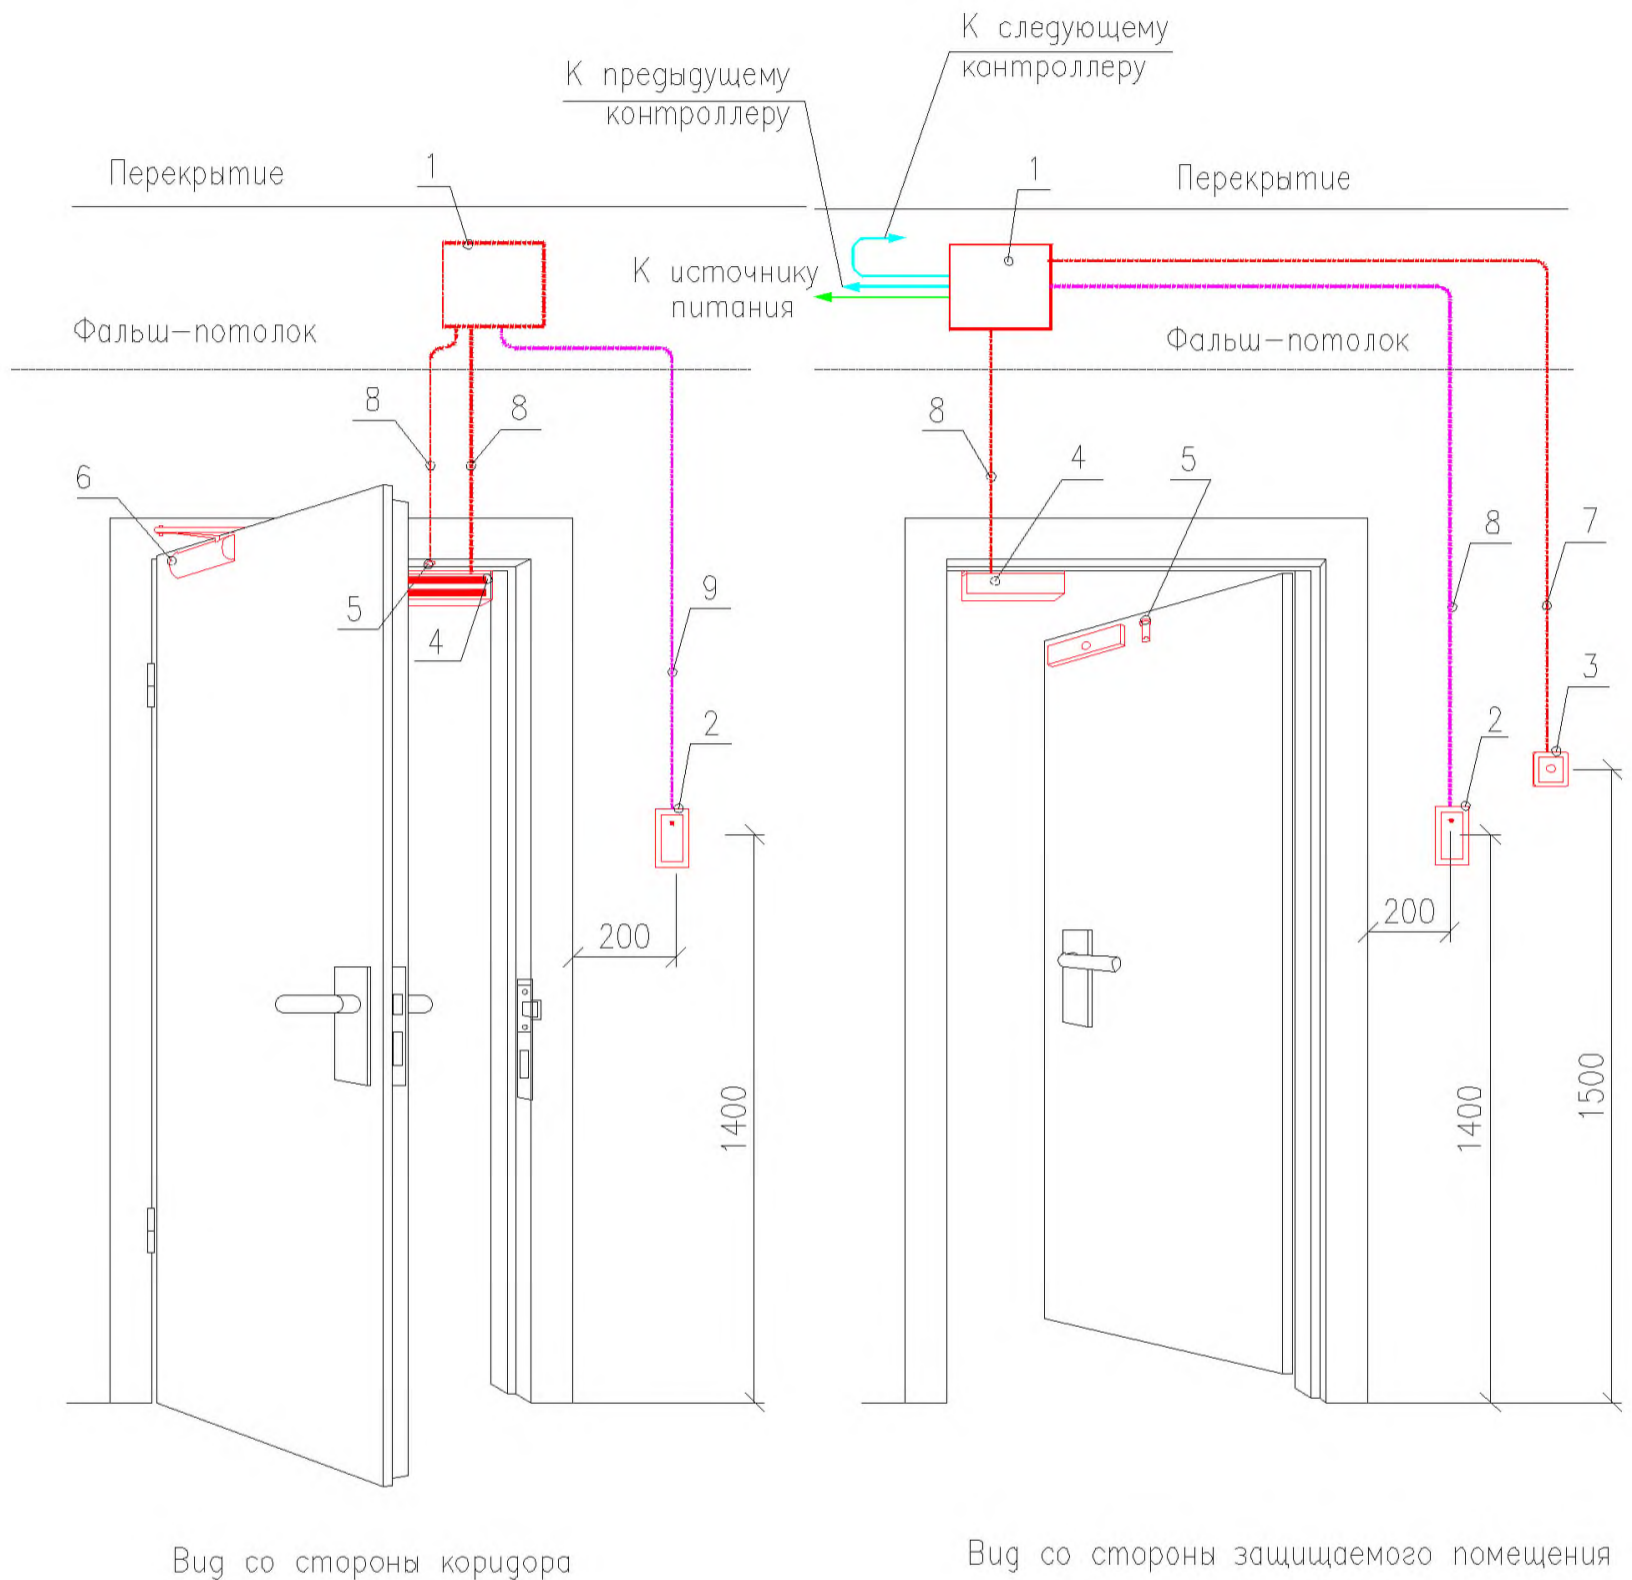 К следующему
контроллеру
К предыдущему
контроллеру
Перекрытие
1
1
Перекрытие
К источнику
питания
Фальш-потолок
Фальш-потолок
8
8
8
4
5
6
5
4
9
8
7
2
3
2
200
200
1400
1400
1500
Вид со стороны коридора
Вид со стороны защищаемого помещения